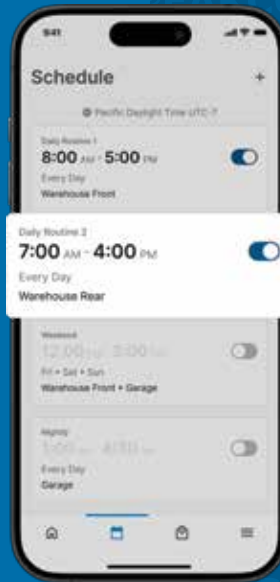 9:41
Schedule
+
Pacific Daylight Time UTC-7
Daily Routine 1
8:00 AM - 5:00 PM
Every Day
Warehouse Front
Daily Routine 2
7:00 AM - 4:00 PM
Every Day
Warehouse Rear
Weekend
12:00
Fri • Sat • Sun
Warehouse Front • Garage
Nightly
Every Day
Garage